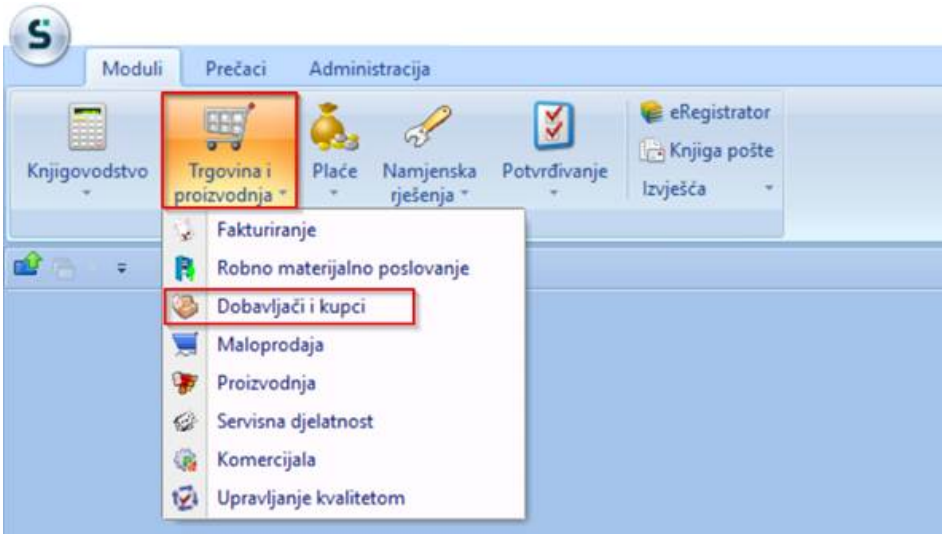 S
Moduli
Prečaci
Administracija
Knjigovodstvo
Trgovina i
proizvodnja
Plaće
Namjenska
rješenja
Potvrđivanje
eRegistrator
Knjiga pošte
Izvješća
Fakturiranje
Robno materijalno poslovanje
Dobavljači i kupci
Maloprodaja
Proizvodnja
Servisna djelatnost
Komercijala
Upravljanje kvalitetom